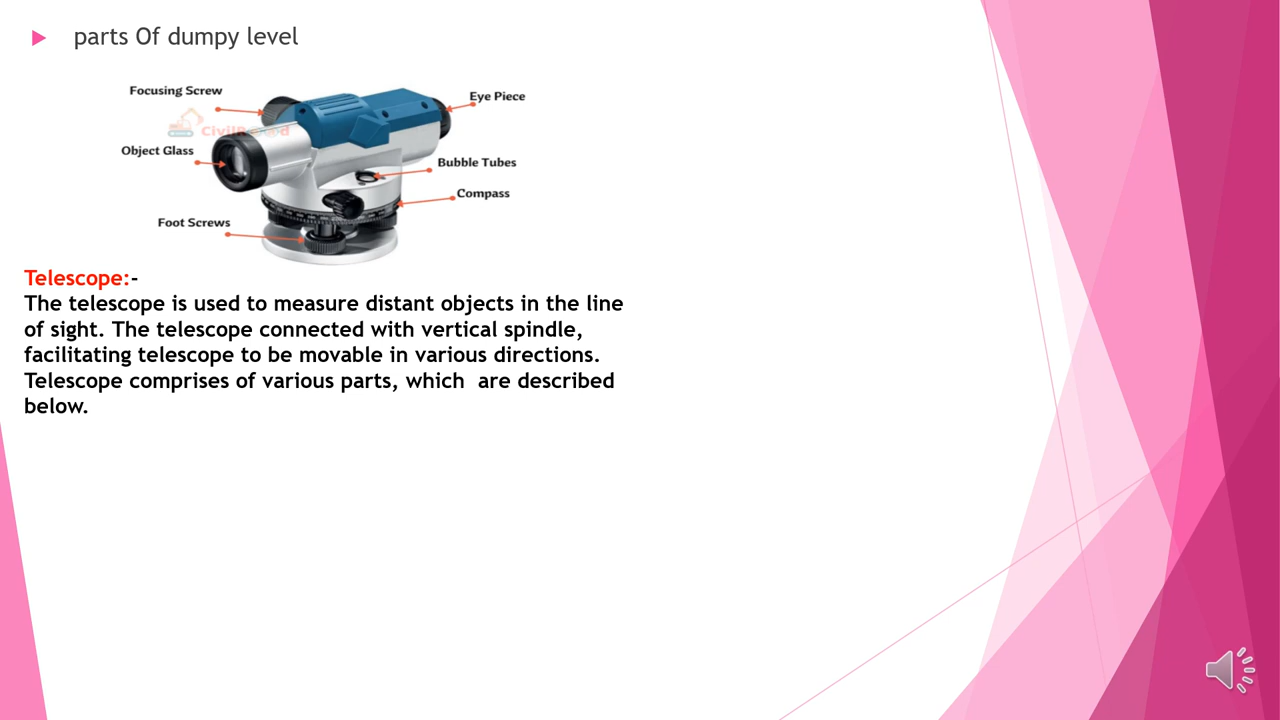 parts Of dumpy level
Focusing Screw
Eye Piece
Object Glass
Bubble Tubes
Compass
Foot Screws
Telescope:-
The telescope is used to measure distant objects in the line
of sight. The telescope connected with vertical spindle,
facilitating telescope to be movable in various directions.
Telescope comprises of various parts, which  are described
below.